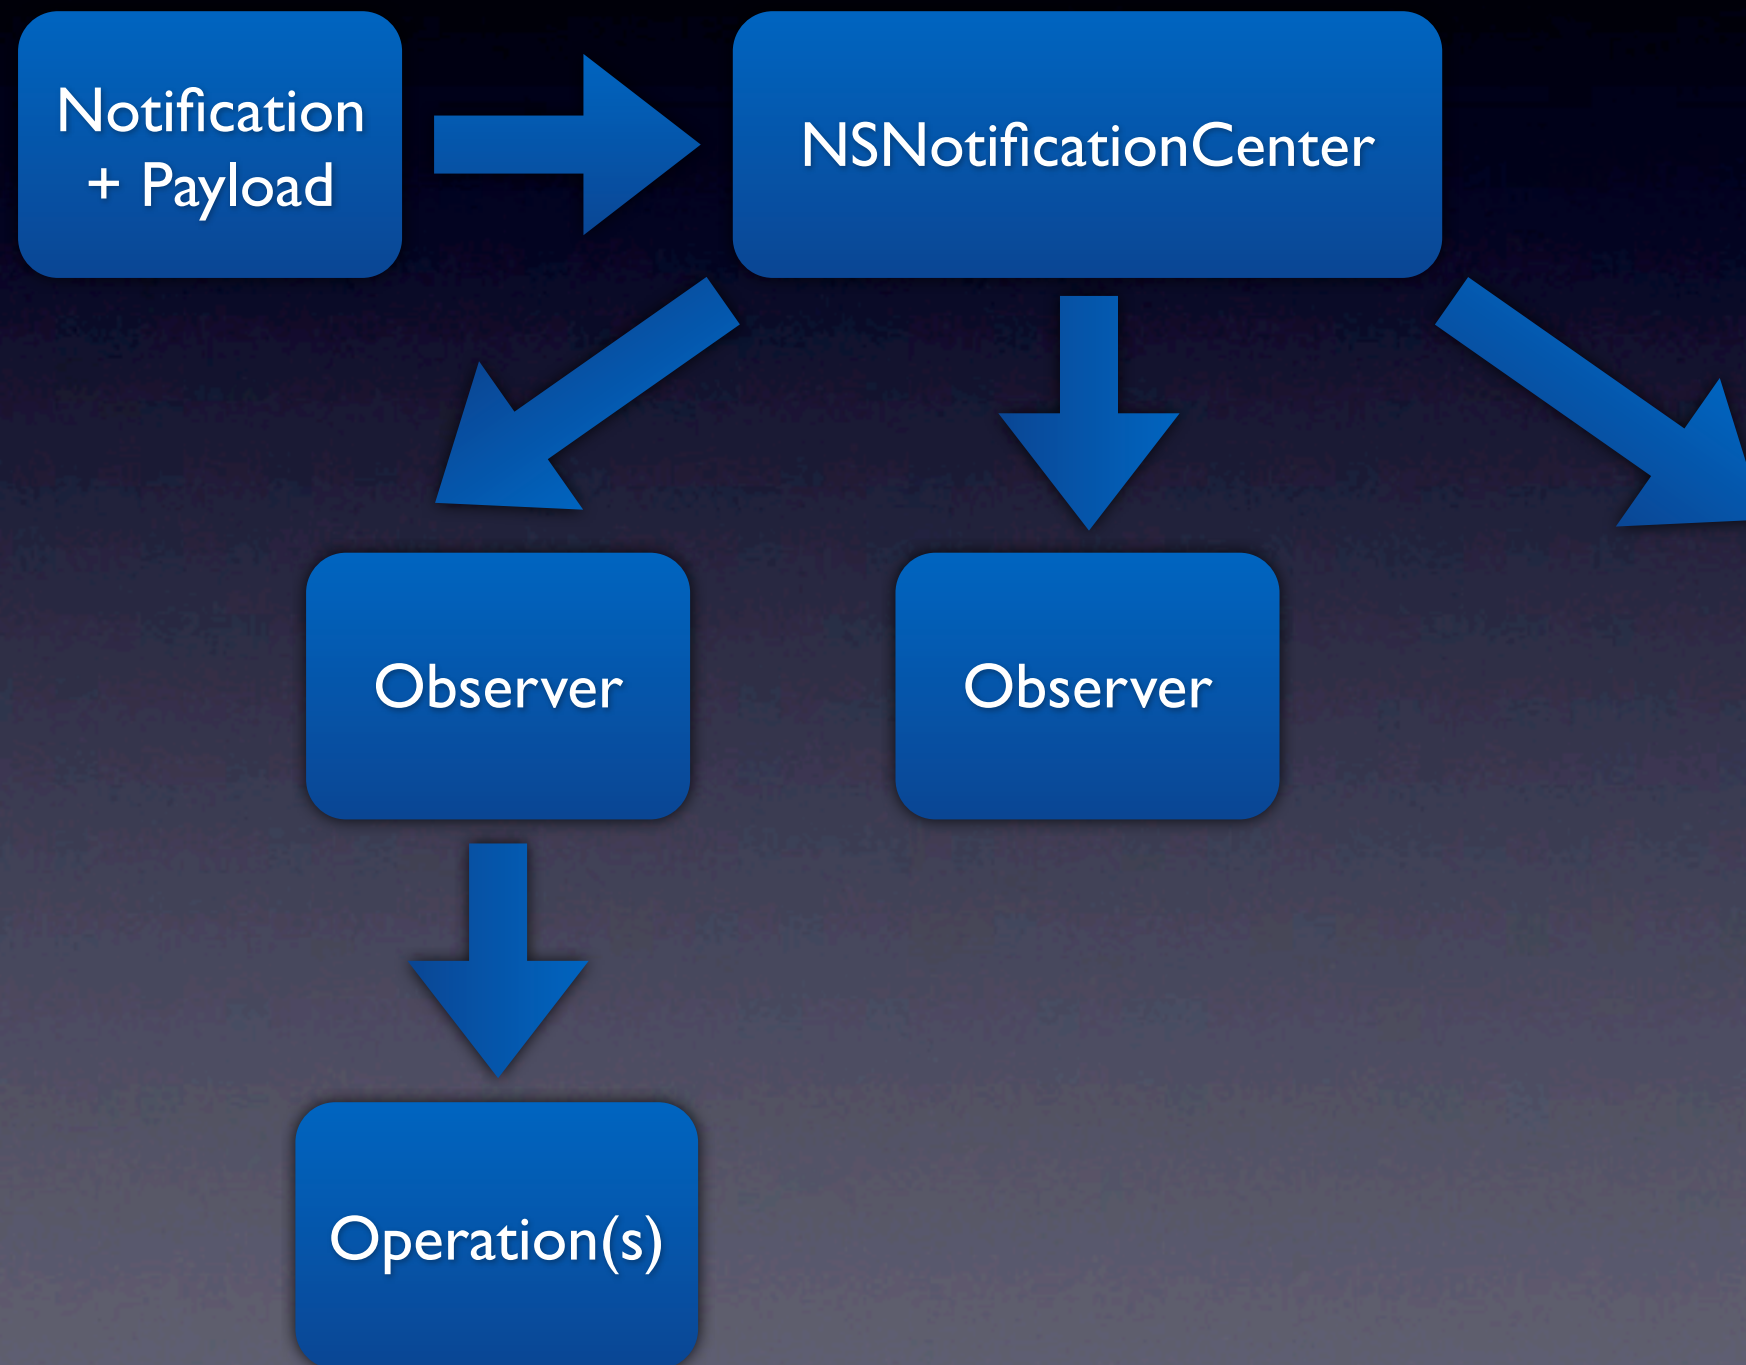 Notification
+ Payload
NSNotificationCenter
Observer
Observer
Operation(s)